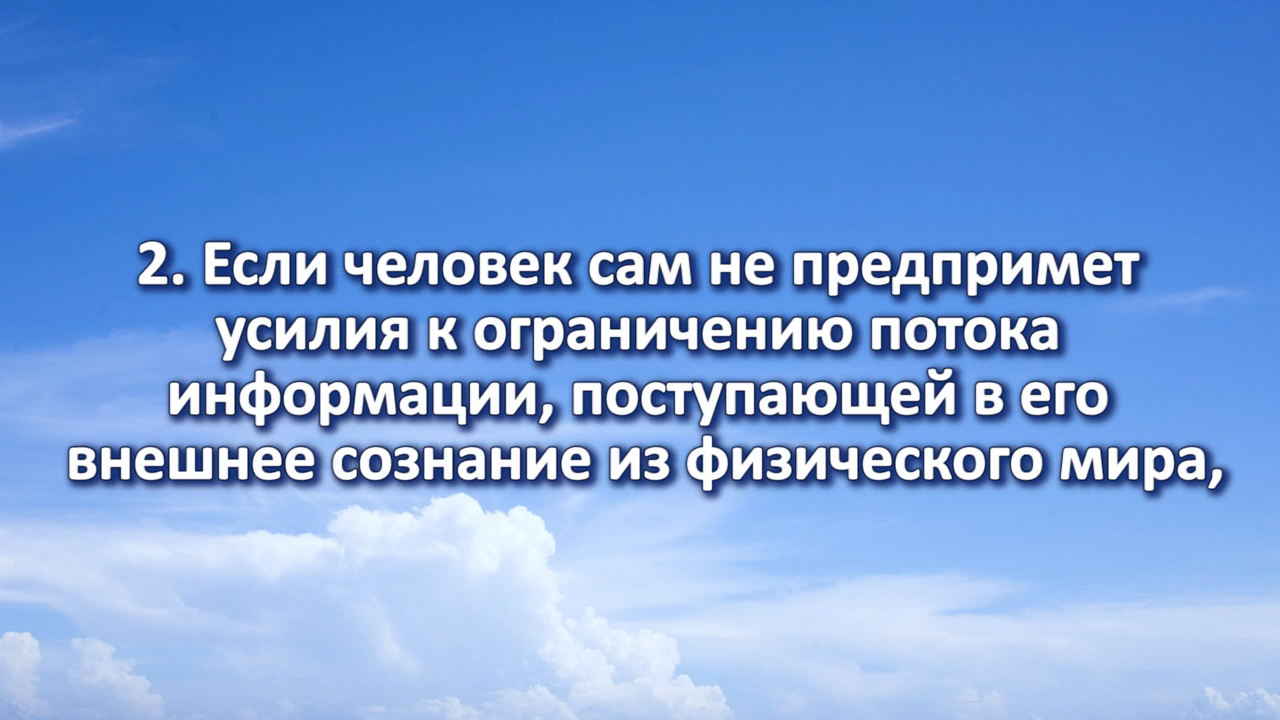 2. Если человек сам не предпримет
усилия к ограничению потока
информации, поступающей в его
внешнее сознание из физического мира,